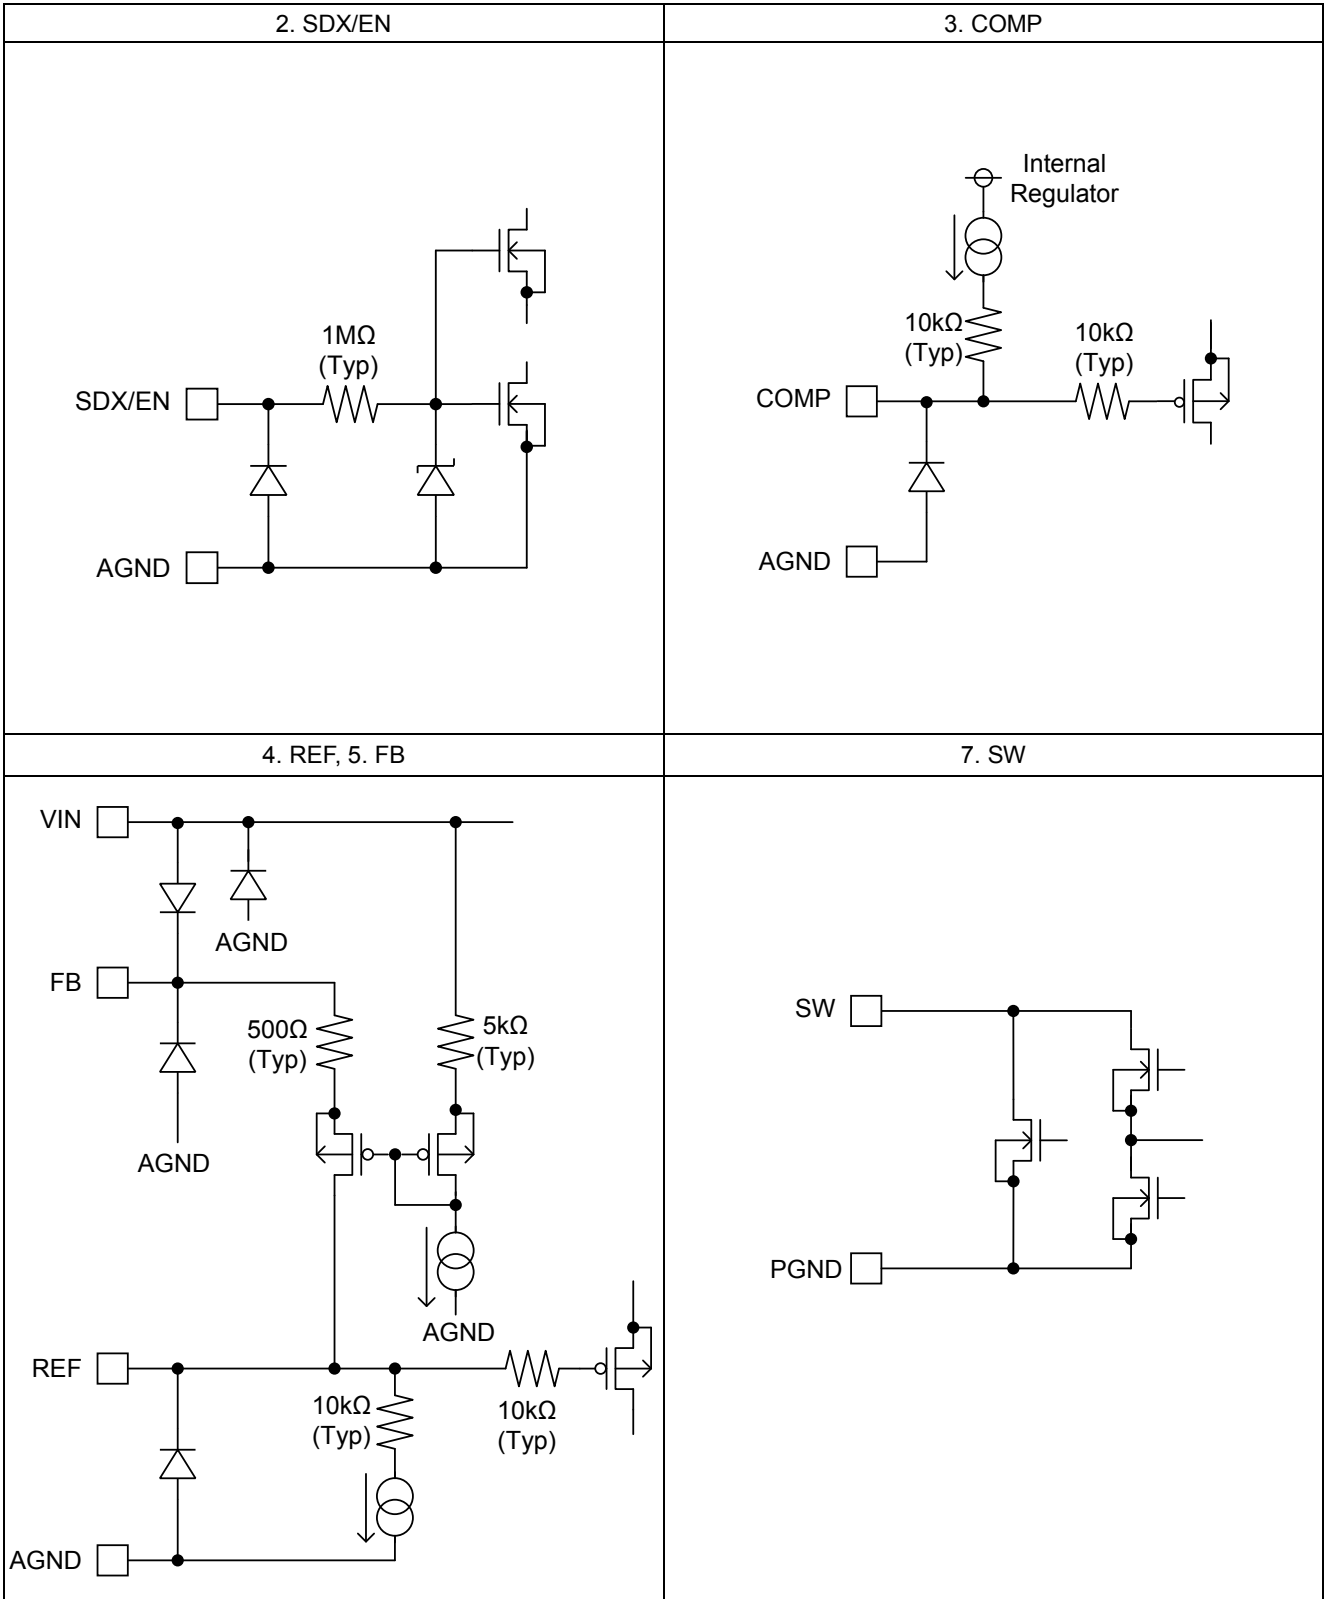 2. SDX/EN
3. COMP
1MΩ
(Typ)
SDX/EN
AGND
Internal
Regulator
10kΩ
(Typ)
10kΩ
(Typ)
COMP
AGND
4. REF, 5. FB
7. SW
VIN
AGND
FB
500Ω
(Typ)
5kΩ
(Typ)
AGND
AGND
REF
10kΩ
(Typ)
10kΩ
(Typ)
AGND
SW
PGND